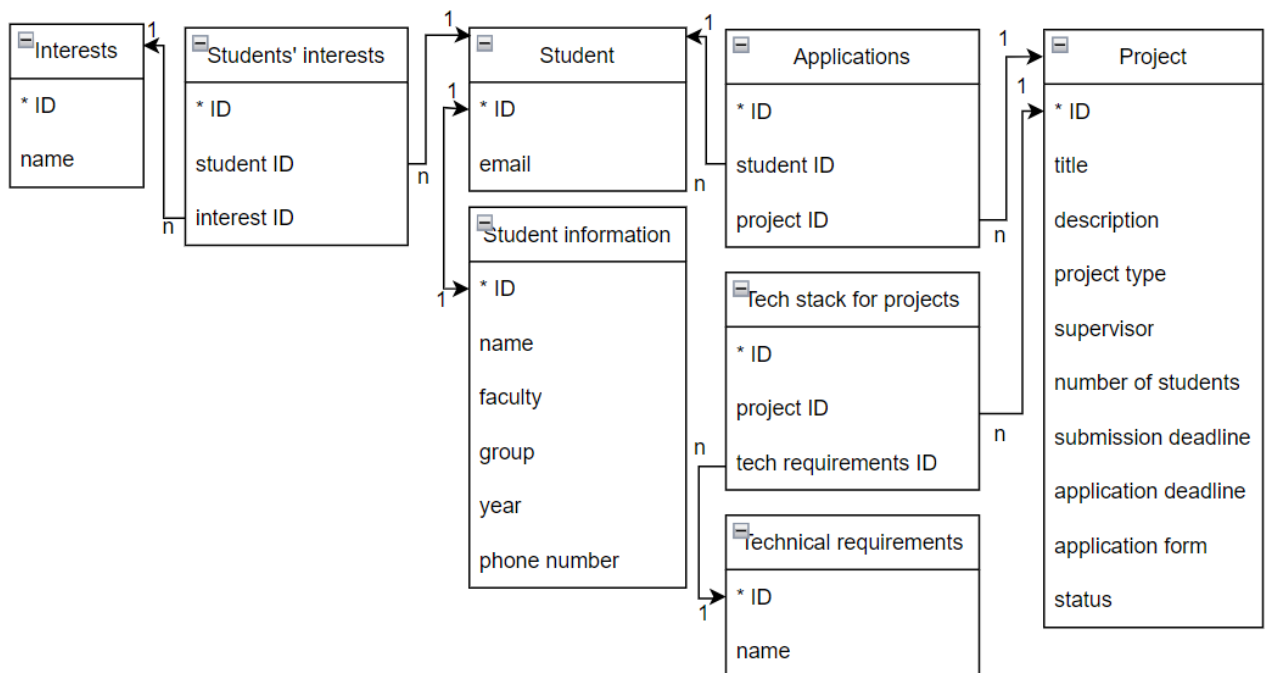 Interests
* ID
name
Students' interests
* ID
student ID
interest ID
Student
* ID
email
Student information
* ID
name
faculty
group
year
phone number
Applications
* ID
student ID
project ID
Tech stack for projects
* ID
project ID
tech requirements ID
Technical requirements
* ID
name
Project
* ID
title
description
project type
supervisor
number of students
submission deadline
application deadline
application form
status
1
n
1
n
1
1
1
n
1
n
1
n
n
1